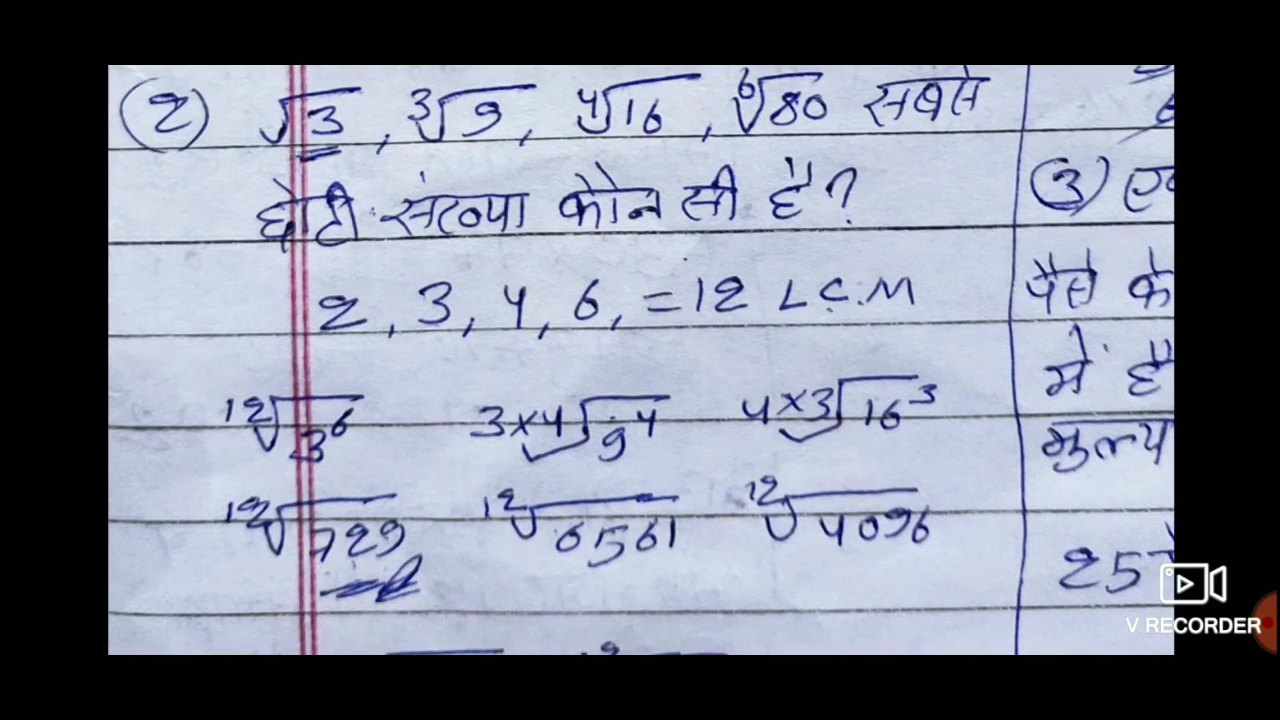 (2) √3, ∛9, ∜16, ⁶√80 सबसे
छोटी संख्या कौन सी है?
2, 3, 4, 6, = 12 L.C.M
¹²√3⁶ ³ˣ⁴√9⁴ ⁴ˣ³√16³
¹²√729 ¹²√6561 ¹²√4096
(3)
पैसे के
में है
मुल्य
25
V RECORDER